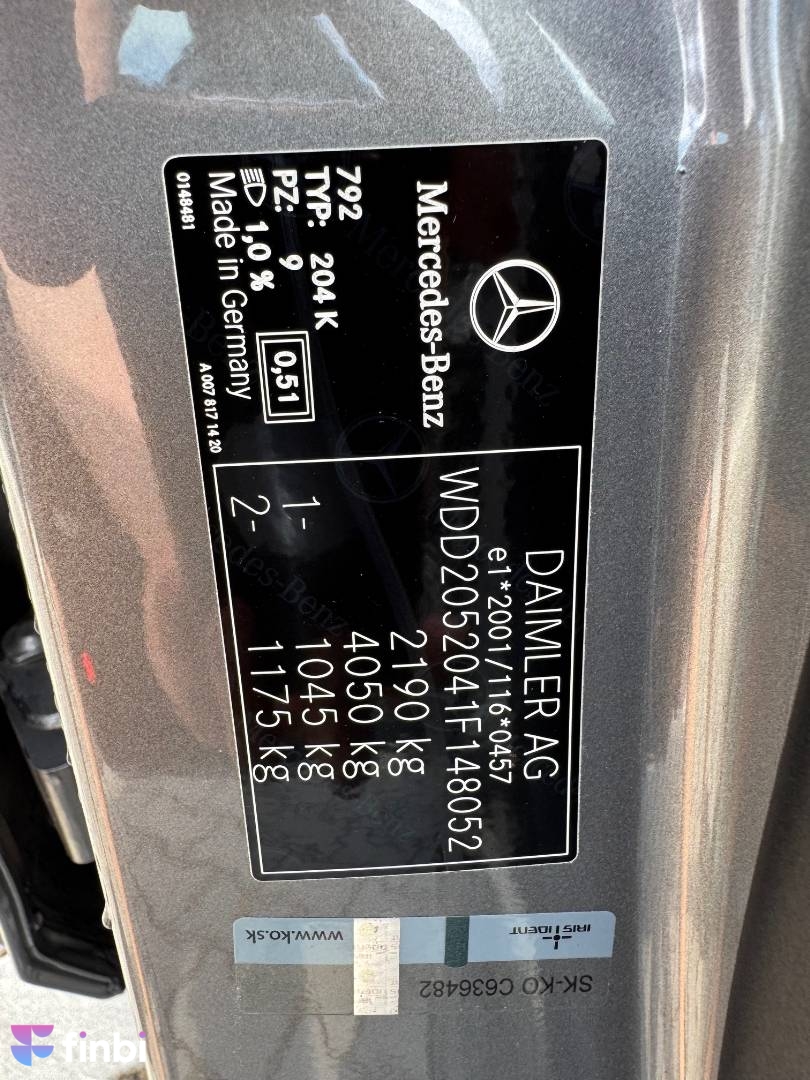 Mercedes-Benz
792
TYP: 204 K
PZ: 9
0,51
1,0 %
Made in Germany
0148481
A 007 817 14 20
DAIMLER AG
e1*2001/116*0457
WDD2052041F148052
2190 kg
4050 kg
1- 1045 kg
2- 1175 kg
IRIS IDENT
www.ko.sk
SK-KO C636482
finbi